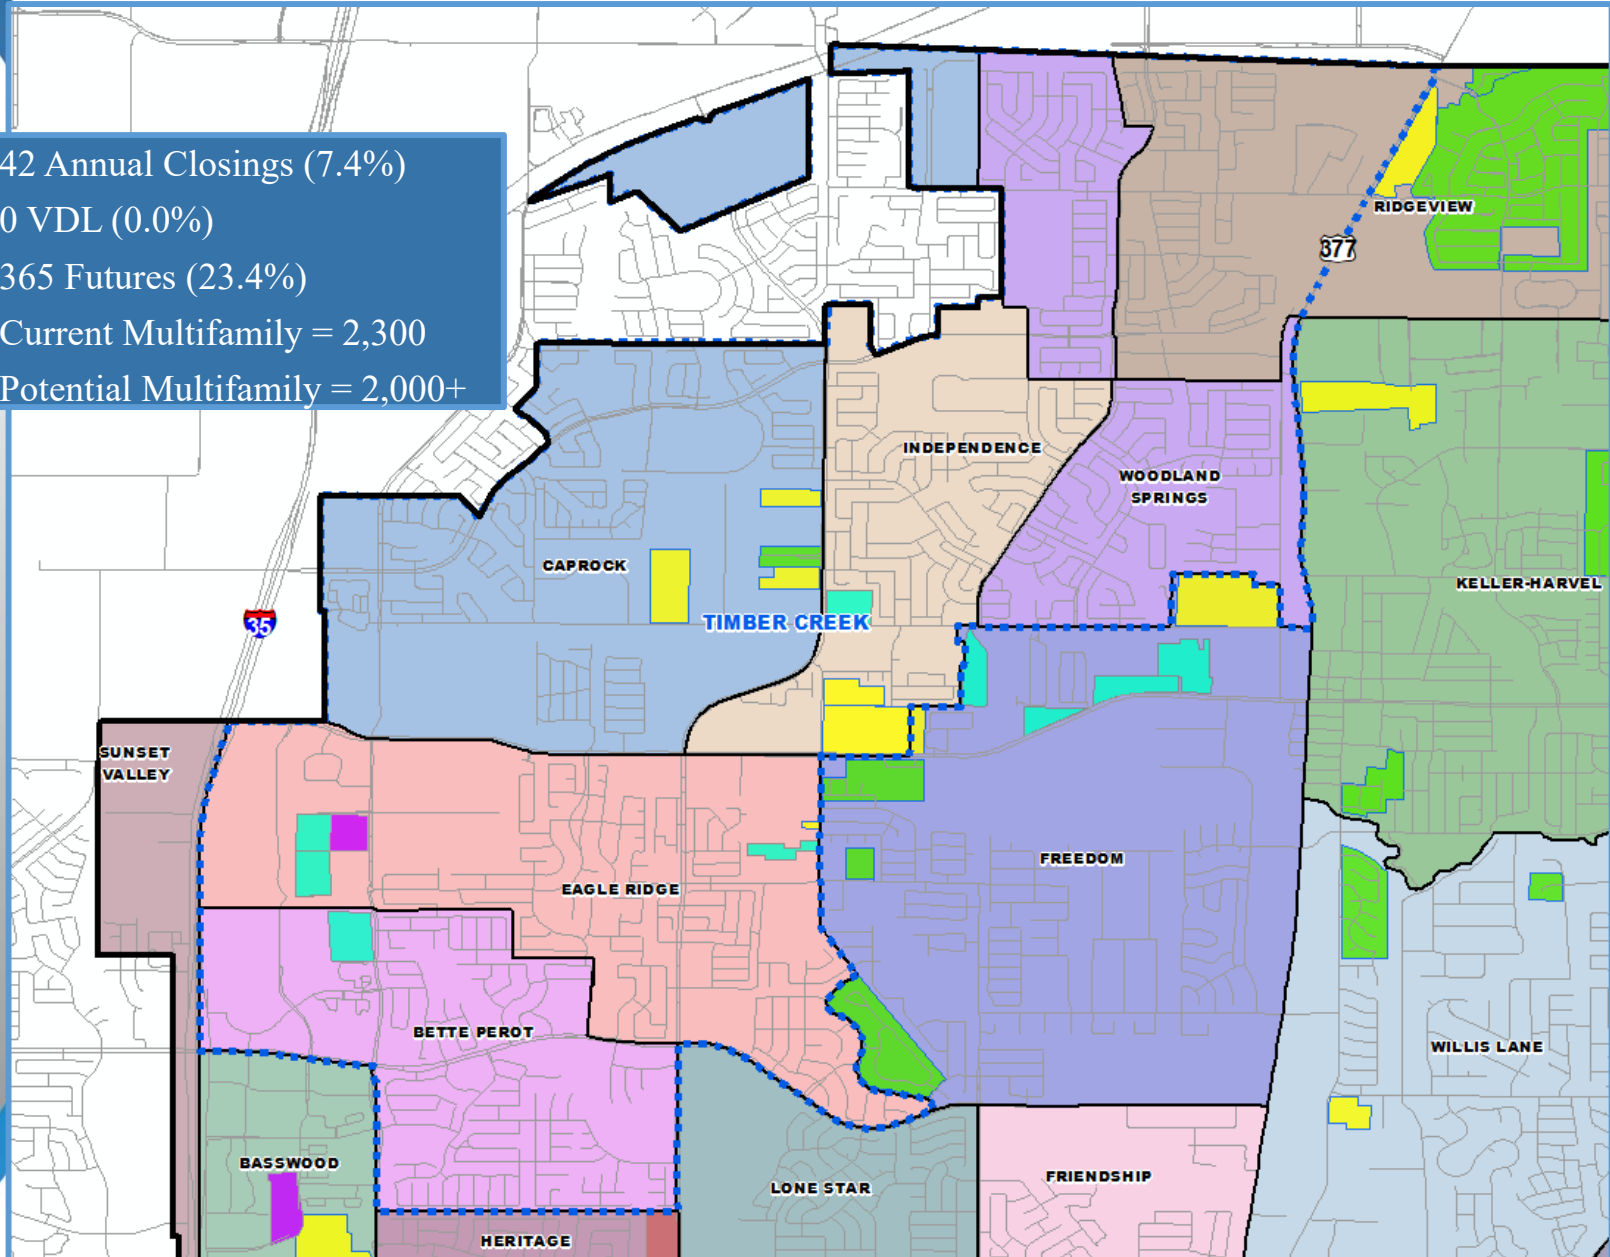 42 Annual Closings (7.4%)
0 VDL (0.0%)
365 Futures (23.4%)
Current Multifamily = 2,300
Potential Multifamily = 2,000+
RIDGEVIEW
377
INDEPENDENCE
WOODLAND
SPRINGS
CAPROCK
KELLER-HARVEL
TIMBER CREEK
35
SUNSET
VALLEY
FREEDOM
EAGLE RIDGE
BETTE PEROT
WILLIS LANE
BASSWOOD
LONE STAR
FRIENDSHIP
HERITAGE